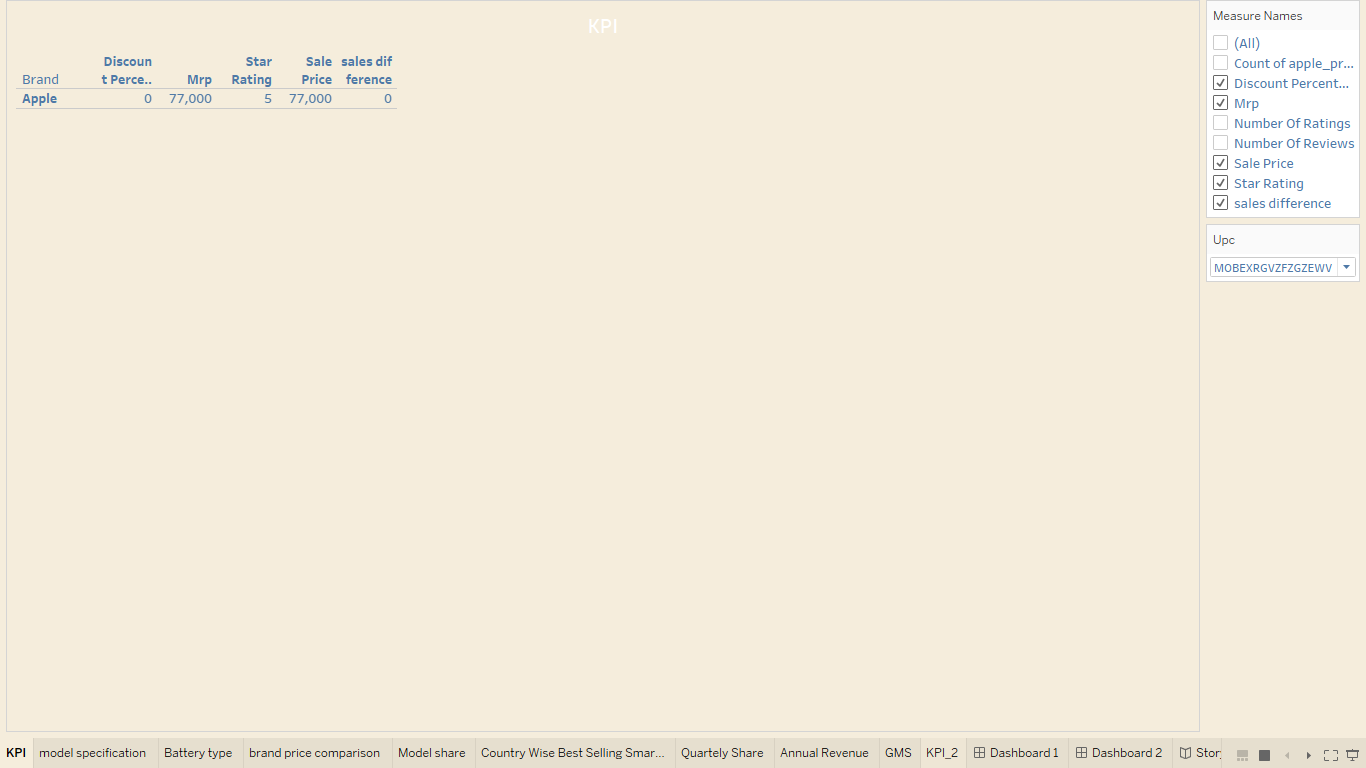 KPI
Discoun
t Perce.. Mrp Star
Rating Sale
Price sales dif
ference
Brand
Apple 0 77,000 5 77,000 0
Measure Names
(All)
Count of apple_pr...
Discount Percent...
Mrp
Number Of Ratings
Number Of Reviews
Sale Price
Star Rating
sales difference
Upc
MOBEXRGVZFZGZEWV
KPI model specification Battery type brand price comparison Model share Country Wise Best Selling Smar... Quartely Share Annual Revenue GMS KPI_2 Dashboard 1 Dashboard 2